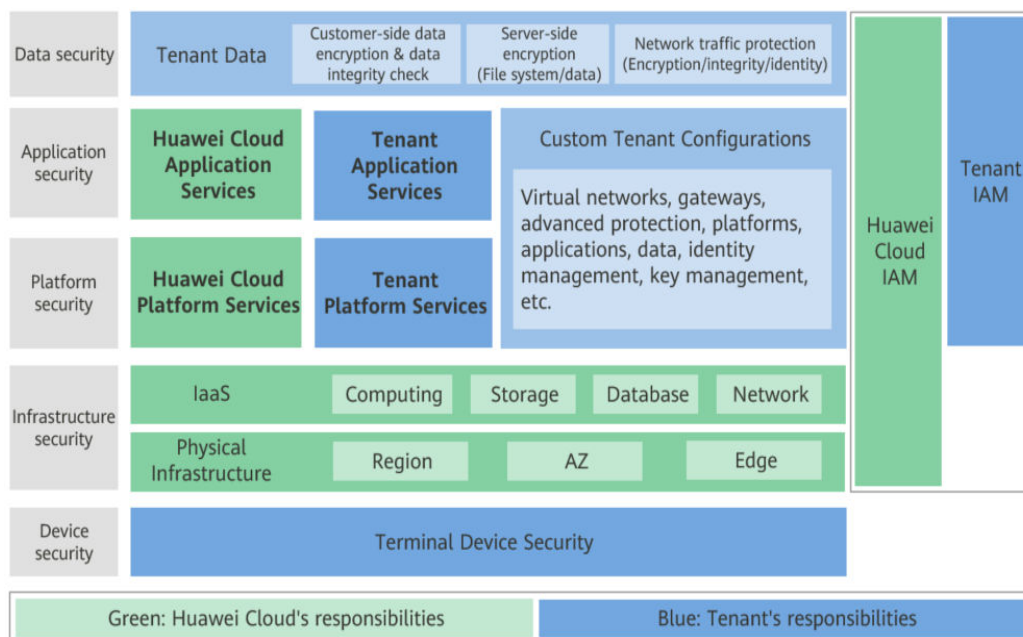 Data security
Tenant Data
Customer-side data
encryption & data
integrity check
Server-side
encryption
(File system/data)
Network traffic protection
(Encryption/integrity/identity)
Application
security
Huawei Cloud
Application
Services
Tenant
Application
Services
Custom Tenant Configurations
Virtual networks, gateways,
advanced protection, platforms,
applications, data, identity
management, key management,
etc.
Platform
security
Huawei Cloud
Platform Services
Tenant
Platform Services
Huawei
Cloud
IAM
Tenant
IAM
Infrastructure
security
IaaS
Computing
Storage
Database
Network
Physical
Infrastructure
Region
AZ
Edge
Device
security
Terminal Device Security
Green: Huawei Cloud's responsibilities
Blue: Tenant's responsibilities